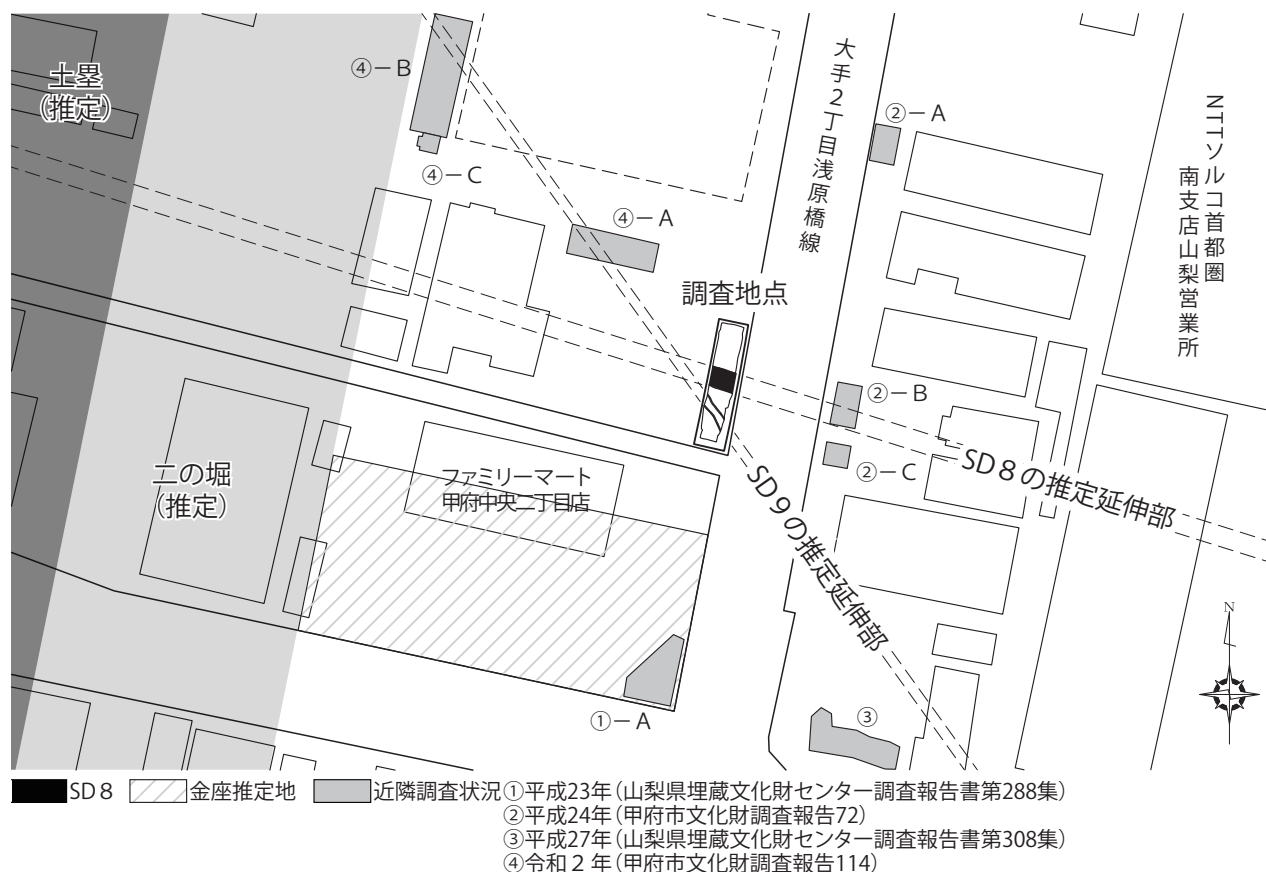 土塁
（推定）
④－B
④－C
④－A
大手２丁目浅原橋線
②－A
NTTソルコ首都圏
南支店山梨営業所
調査地点
②－B
②－C
SD８の推定延伸部
SD９の推定延伸部
二の堀
（推定）
ファミリーマート
甲府中央二丁目店
①－A
③
N
SD８
金座推定地
近隣調査状況
①平成23年（山梨県埋蔵文化財センター調査報告書第288集）
②平成24年（甲府市文化財調査報告72）
③平成27年（山梨県埋蔵文化財センター調査報告書第308集）
④令和２年（甲府市文化財調査報告114）